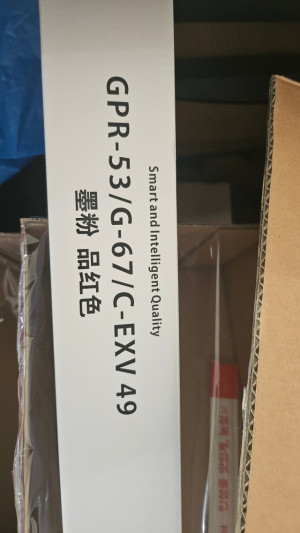 Smart and Intelligent Quality
GPR-53/G-67/C-EXV 49
墨粉 品红色